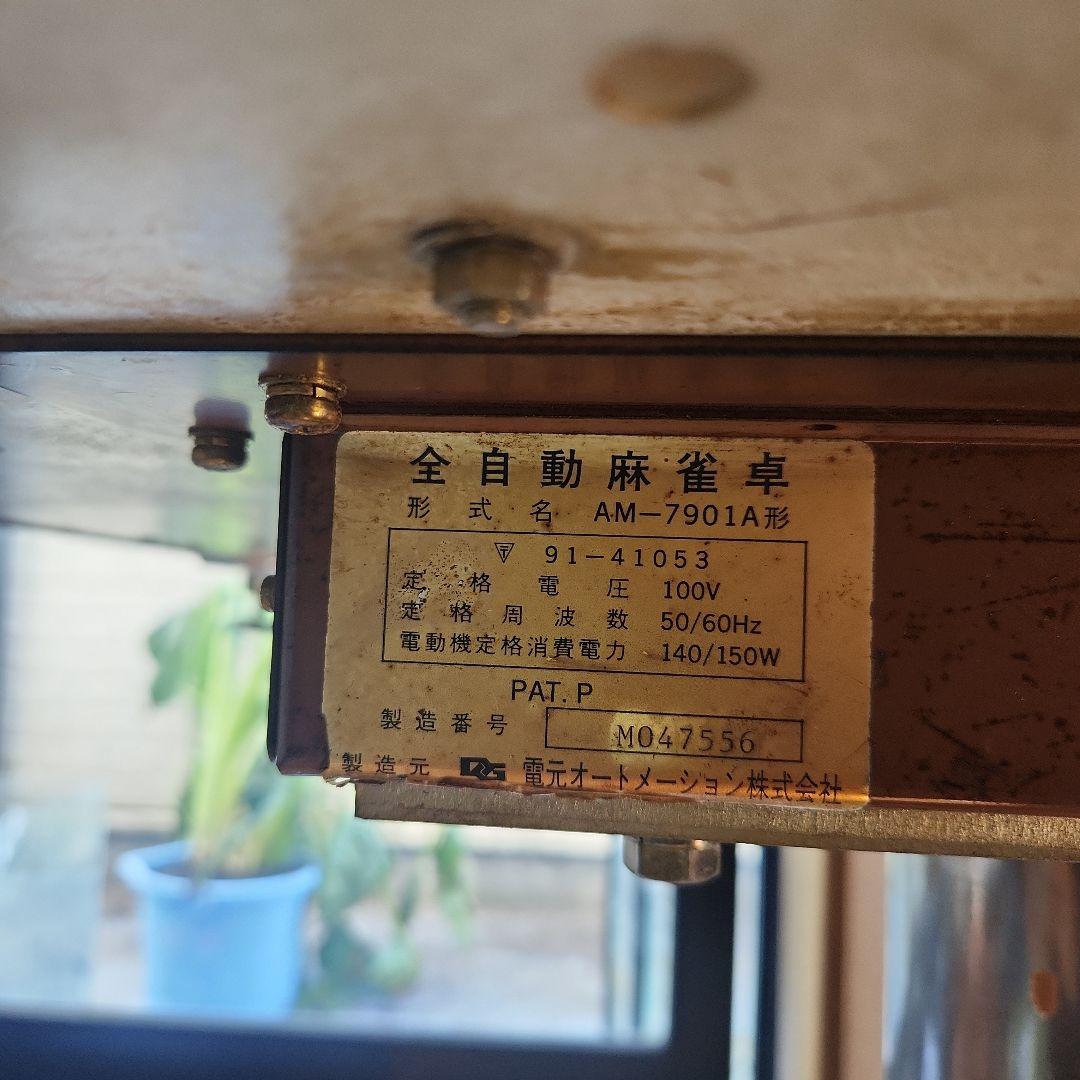 全自動麻雀卓
形式名 AM-7901A形
〒 91-41053
定格電圧 100V
定格周波数 50/60Hz
電動機定格消費電力 140/150W
PAT. P
製造番号 M047556
製造元 DG 電元オートメーション株式会社